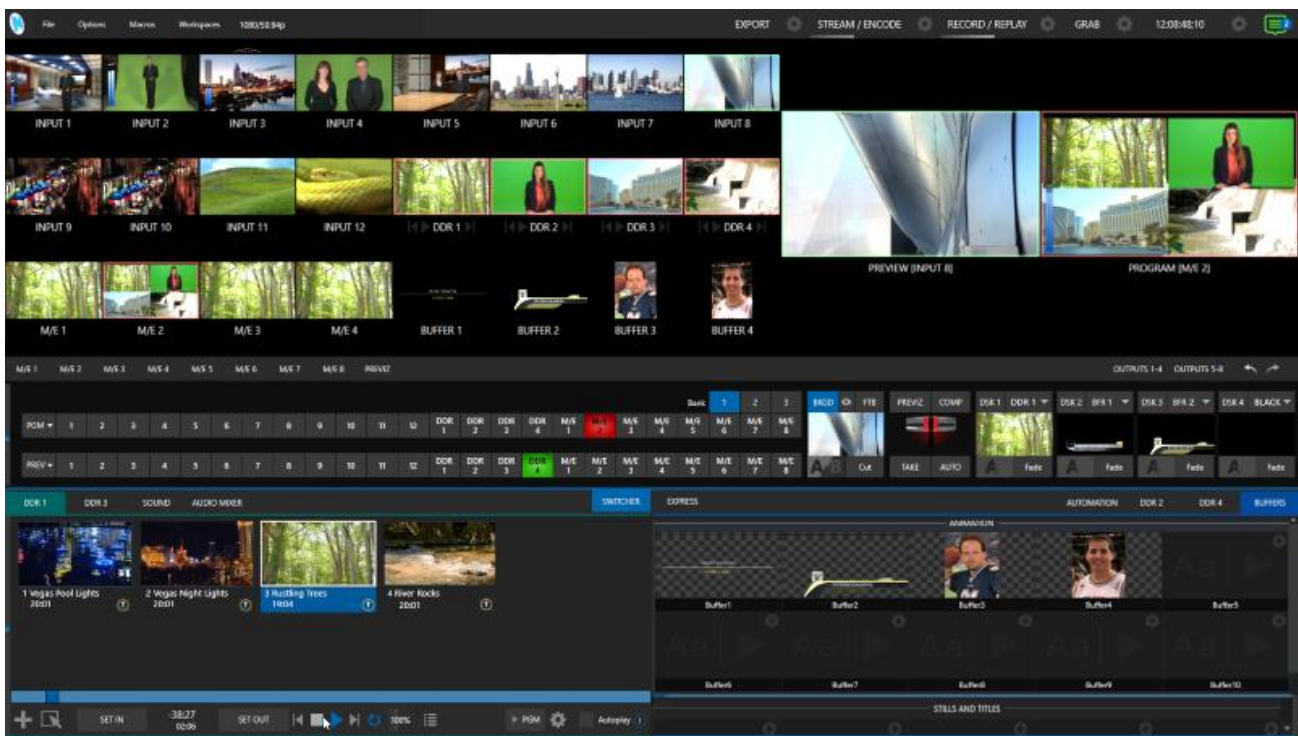 File Options Macros Workspaces 1080/59.94p EXPORT STREAM / ENCODE RECORD / REPLAY GRAB 12:08:48:10
INPUT 1 INPUT 2 INPUT 3 INPUT 4 INPUT 5 INPUT 6 INPUT 7 INPUT 8
INPUT 9 INPUT 10 INPUT 11 INPUT 12 DDR 1 DDR 2 DDR 3 DDR 4
PREVIEW [INPUT 8] PROGRAM [M/E 2]
M/E 1 M/E 2 M/E 3 M/E 4 BUFFER 1 BUFFER 2 BUFFER 3 BUFFER 4
M/E 1 M/E 2 M/E 3 M/E 4 M/E 5 M/E 6 M/E 7 M/E 8 PREVIZ OUTPUTS 1-4 OUTPUTS 5-8
Bank 1 2 3 BKGD FTB PREVIZ COMP DSK 1 DDR 1 DSK 2 BFR 1 DSK 3 BFR 2 DSK 4 BLACK
PGM 1 2 3 4 5 6 7 8 9 10 11 12 DDR 1 DDR 2 DDR 3 DDR 4 M/E 1 M/E 2 M/E 3 M/E 4 M/E 5 M/E 6 M/E 7 M/E 8
PREV 1 2 3 4 5 6 7 8 9 10 11 12 DDR 1 DDR 2 DDR 3 DDR 4 M/E 1 M/E 2 M/E 3 M/E 4 M/E 5 M/E 6 M/E 7 M/E 8
A B Cut TAKE AUTO A Fade A Fade A Fade A Fade
DDR 1 DDR 3 SOUND AUDIO MIXER SWITCHER EXPRESS AUTOMATION DDR 2 DDR 4 BUFFERS
ANIMATION
1 Vegas Pool Lights 2 Vegas Night Lights 3 Rustling Trees 4 River Rocks
20:01 20:01 19:04 20:01
Buffer1 Buffer2 Buffer3 Buffer4 Buffer5
Buffer6 Buffer7 Buffer8 Buffer9 Buffer10
STILLS AND TITLES
SET IN -38:27 SET OUT 100% PGM Autoplay
02:06